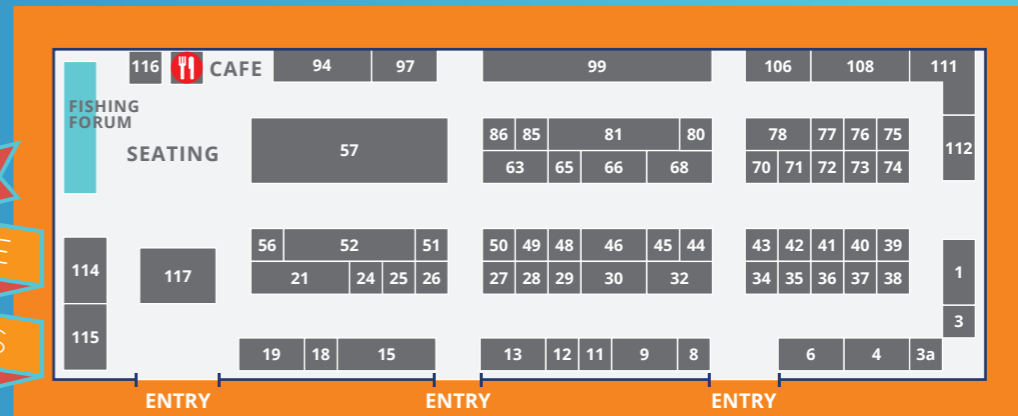 116 CAFE 94 97 99 106 108 111
FISHING
FORUM
86 85 81 80 78 77 76 75
SEATING 57 112
63 65 66 68 70 71 72 73 74
56 52 51 50 49 48 46 45 44 43 42 41 40 39
E
114 117 21 24 25 26 27 28 29 30 32 34 35 36 37 38 1
3
115
S
19 18 15 13 12 11 9 8 6 4 3a
ENTRY ENTRY ENTRY